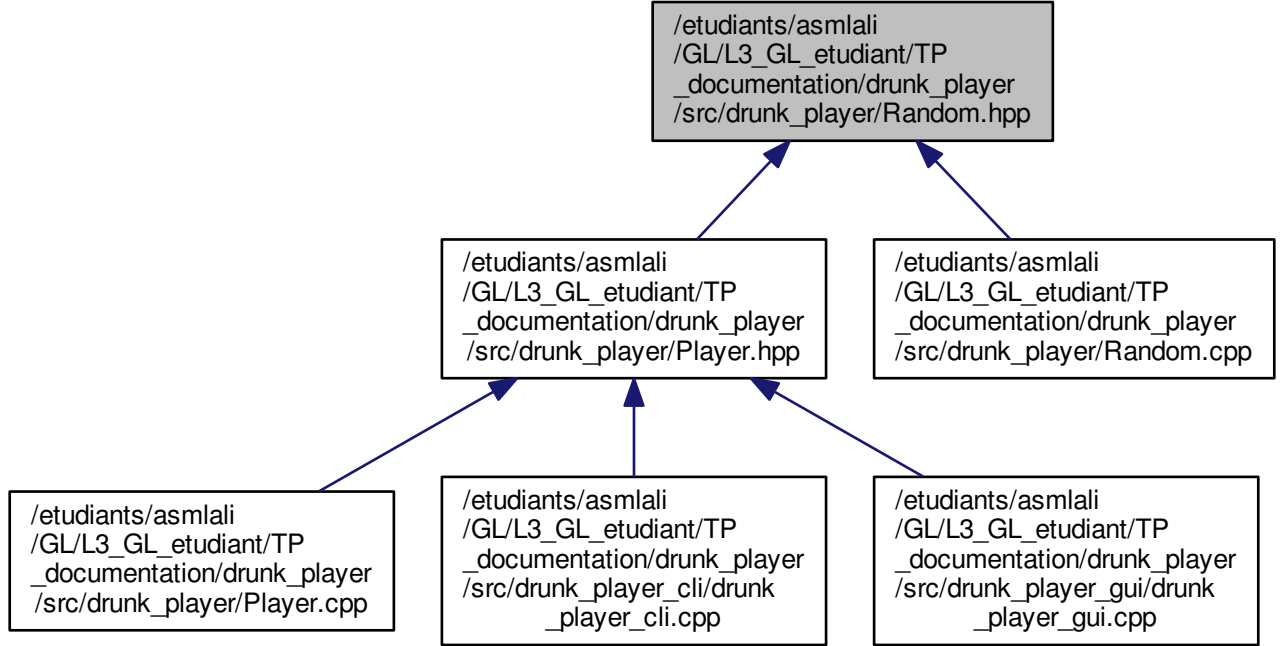 /etudiants/asmlali
/GL/L3_GL_etudiant/TP
_documentation/drunk_player
/src/drunk_player/Random.hpp
/etudiants/asmlali
/GL/L3_GL_etudiant/TP
_documentation/drunk_player
/src/drunk_player/Player.hpp
/etudiants/asmlali
/GL/L3_GL_etudiant/TP
_documentation/drunk_player
/src/drunk_player/Random.cpp
/etudiants/asmlali
/GL/L3_GL_etudiant/TP
_documentation/drunk_player
/src/drunk_player/Player.cpp
/etudiants/asmlali
/GL/L3_GL_etudiant/TP
_documentation/drunk_player
/src/drunk_player_cli/drunk
_player_cli.cpp
/etudiants/asmlali
/GL/L3_GL_etudiant/TP
_documentation/drunk_player
/src/drunk_player_gui/drunk
_player_gui.cpp